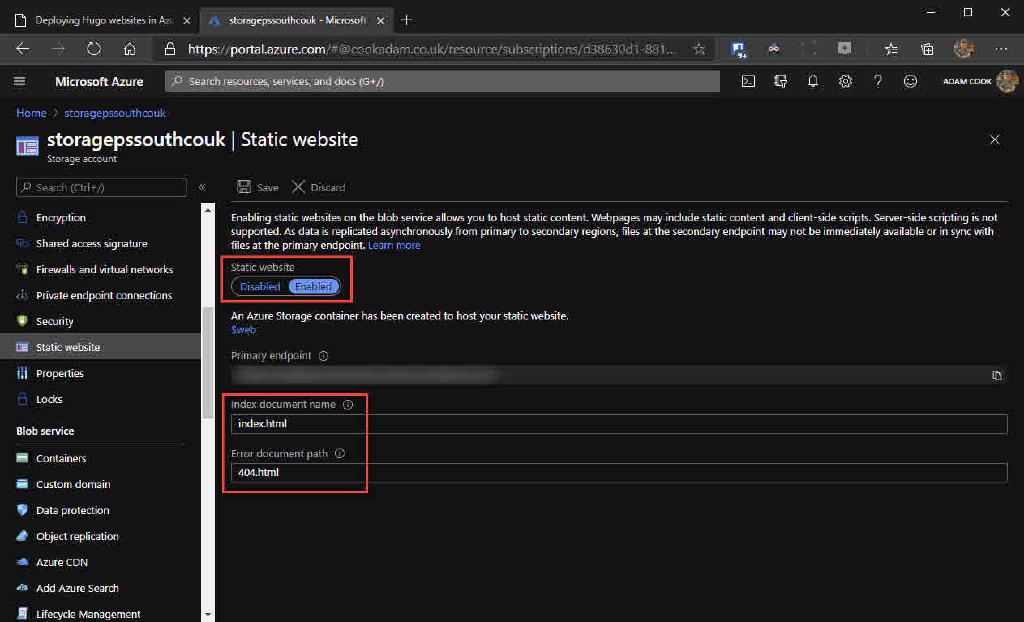 Deploying Hugo websites in Az
storagepssouthcouk - Microsoft
https://portal.azure.com/#@cookadam.co.uk/resource/subscriptions/d38630d1-881...
Microsoft Azure
Search resources, services, and docs (G+/)
ADAM COOK
Home > storagepssouthcouk
storagepssouthcouk | Static website
Storage account
Search (Ctrl+/)
«
Save
Discard
Encryption
Shared access signature
Firewalls and virtual networks
Private endpoint connections
Security
Static website
Properties
Locks
Blob service
Containers
Custom domain
Data protection
Object replication
Azure CDN
Add Azure Search
Lifecycle Management
Enabling static websites on the blob service allows you to host static content. Webpages may include static content and client-side scripts. Server-side scripting is not
supported. As data is replicated asynchronously from primary to secondary regions, files at the secondary endpoint may not be immediately available or in sync with
files at the primary endpoint. Learn more
Static website
Disabled Enabled
An Azure Storage container has been created to host your static website.
$web
Primary endpoint
Index document name
index.html
Error document path
404.html